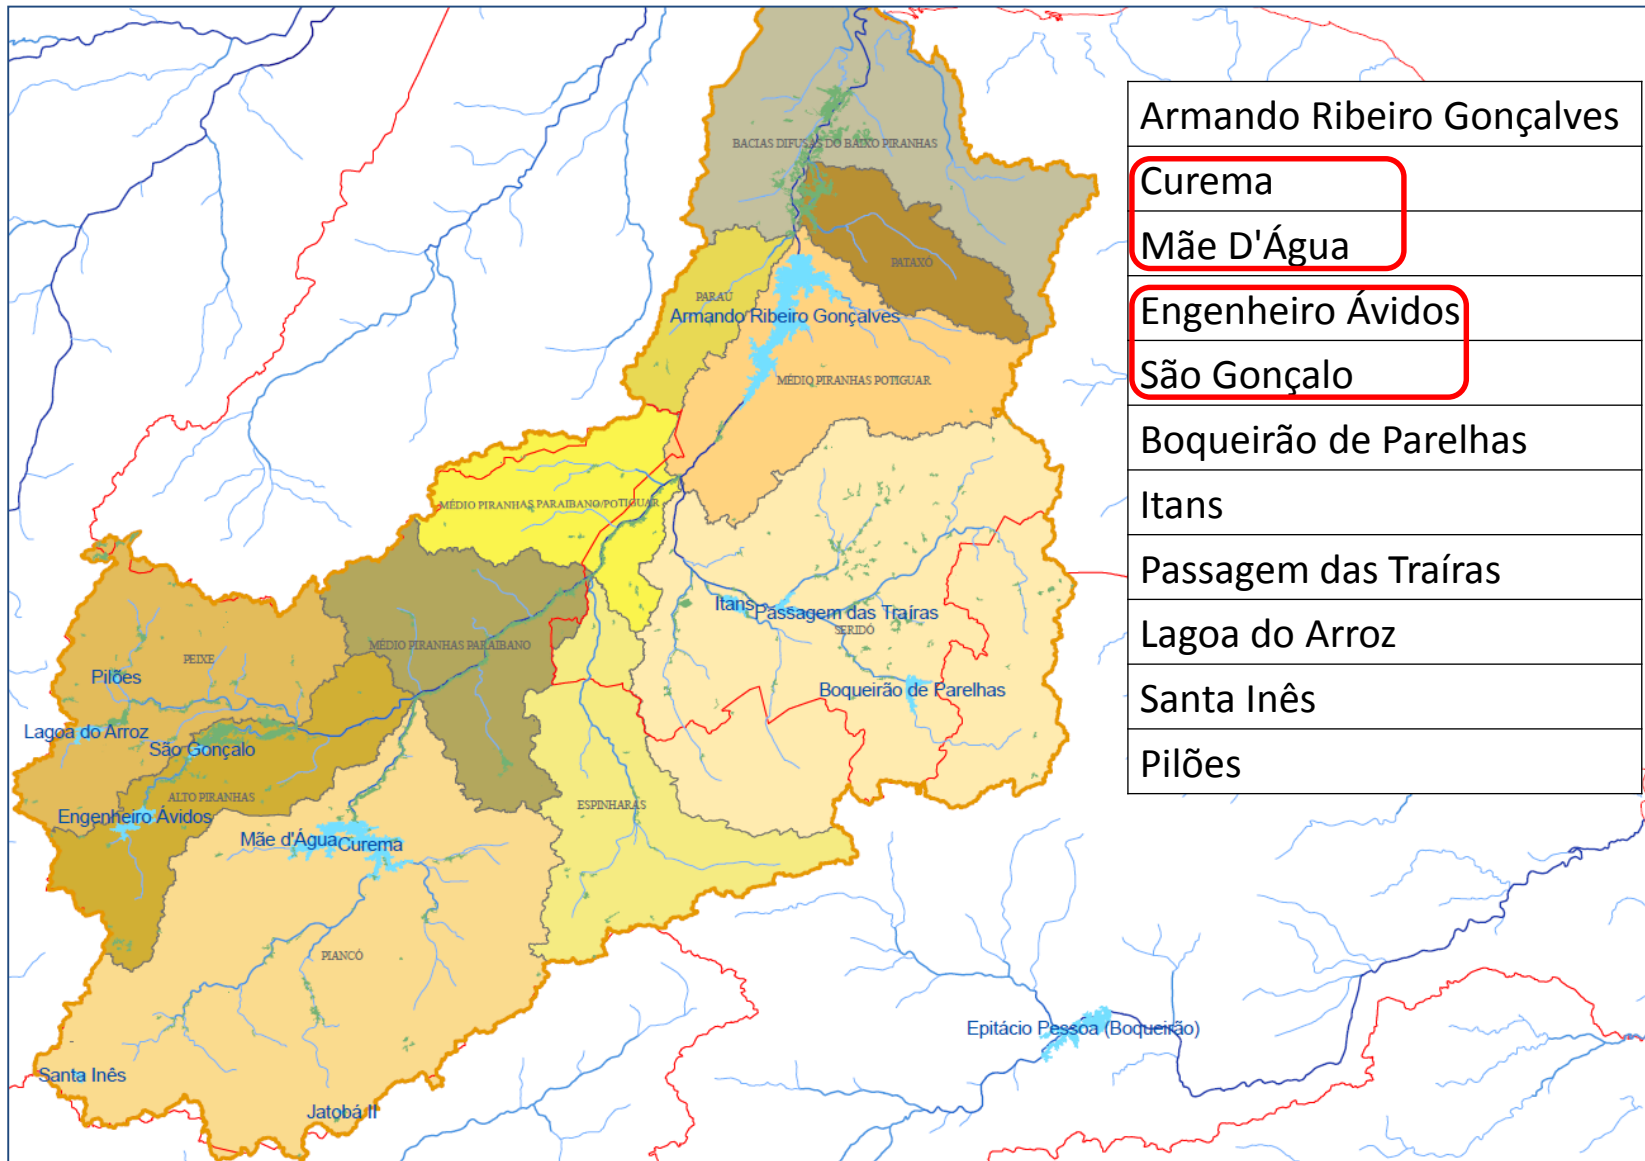 BACIAS DIFUSAS DO BAIXO PIRANHAS
PATAXÓ
PARAÚ
Armando Ribeiro Gonçalves
MÉDIO PIRANHAS POTIGUAR
MÉDIO PIRANHAS PARAIBANO/POTIGUAR
Itans
Passagem das Traíras
SERIDÓ
MÉDIO PIRANHAS PARAIBANO
PEIXE
Pilões
Boqueirão de Parelhas
Lagoa do Arroz
São Gonçalo
ALTO PIRANHAS
ESPINHARAS
Engenheiro Ávidos
Mãe d'Água
Curema
PIANCÓ
Epitácio Pessoa (Boqueirão)
Santa Inês
Jatobá II
Armando Ribeiro Gonçalves
Curema
Mãe D'Água
Engenheiro Ávidos
São Gonçalo
Boqueirão de Parelhas
Itans
Passagem das Traíras
Lagoa do Arroz
Santa Inês
Pilões